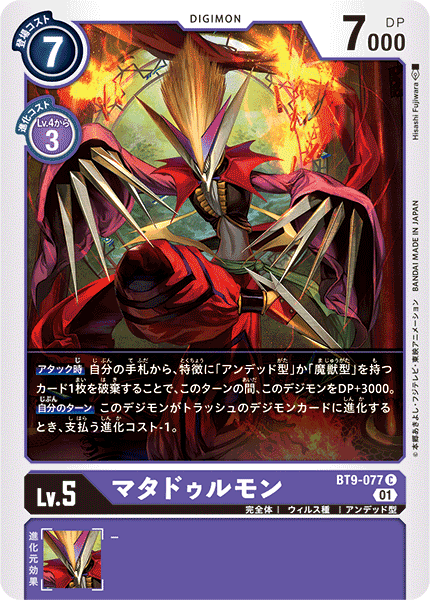 登場コスト
7
DIGIMON
7000
DP
進化コスト
Lv.4から
3
Hisashi Fujiwara
BANDAI MADE IN JAPAN
©本郷あきよし・フジテレビ・東映アニメーション
アタック時 自分の手札から、特徴に「アンデッド型」か「魔獣型」を持つ
カード1枚を破棄することで、このターンの間、このデジモンをDP+3000。
自分のターン このデジモンがトラッシュのデジモンカードに進化する
とき、支払う進化コスト-1。
Lv.5
マタドゥルモン
BT9-077 C
01
完全体 | ウィルス種 | アンデッド型
進化元効果
–